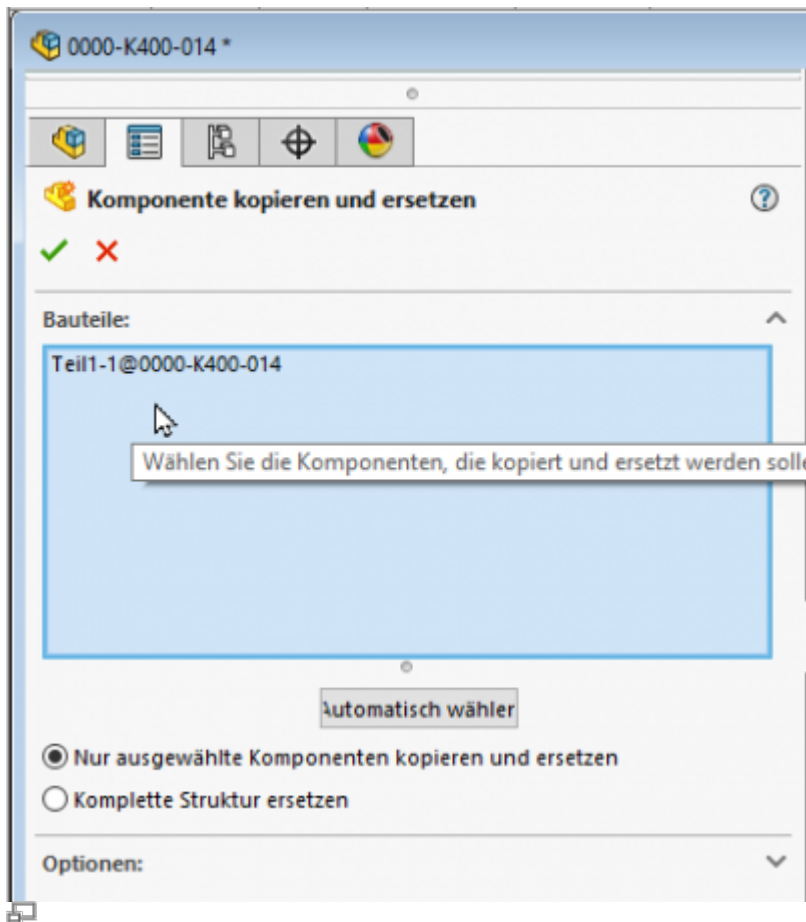 0000-K400-014 *
Komponente kopieren und ersetzen
Bauteile:
Teil1-1@0000-K400-014
Wählen Sie die Komponenten, die kopiert und ersetzt werden solle
Automatisch wähler
Nur ausgewählte Komponenten kopieren und ersetzen
Komplette Struktur ersetzen
Optionen: